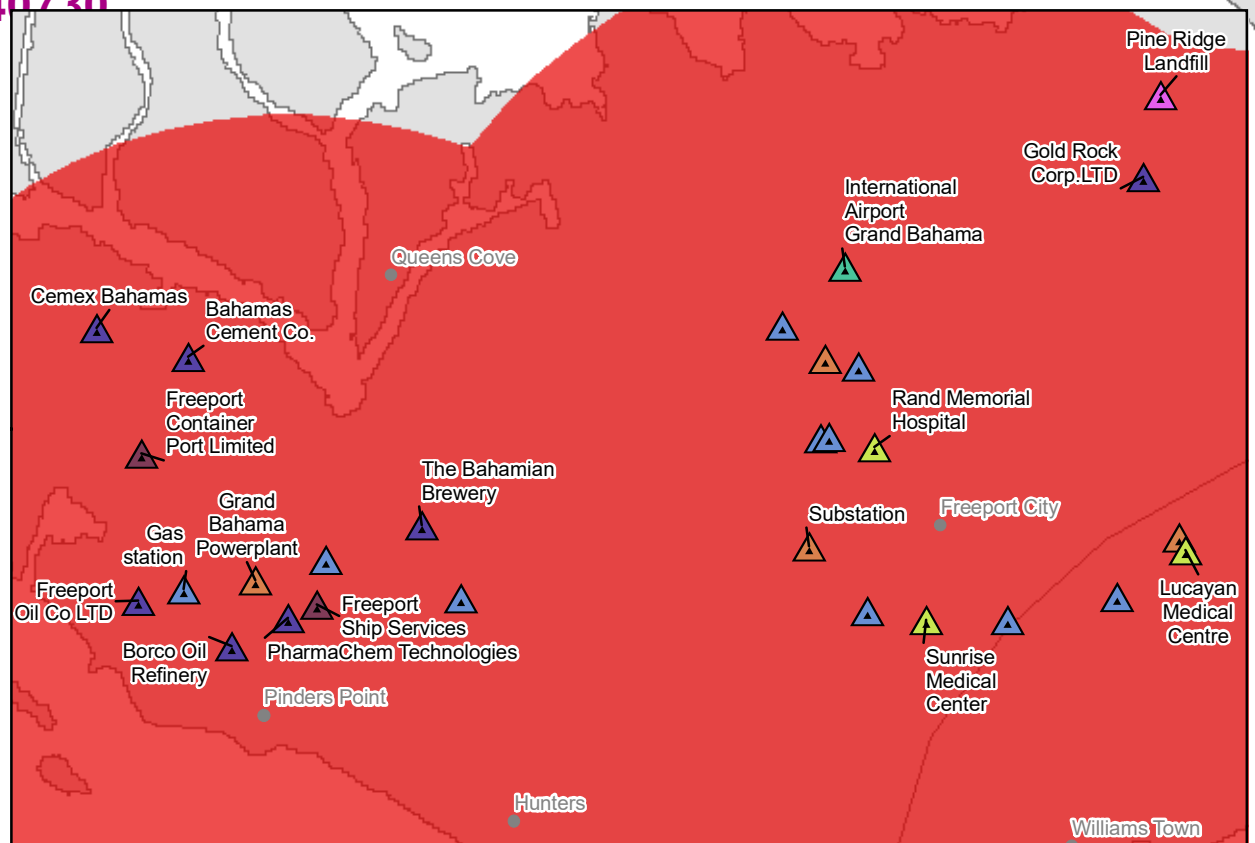 Pine Ridge
Landfill
Gold Rock
Corp.LTD
International
Airport
Grand Bahama
Queens Cove
Cemex Bahamas
Bahamas
Cement Co.
Freeport
Container
Port Limited
Rand Memorial
Hospital
The Bahamian
Brewery
Grand
Bahama
Powerplant
Substation
Freeport City
Gas
station
Freeport
Oil Co LTD
Freeport
Ship Services
PharmaChem Technologies
Borco Oil
Refinery
Lucayan
Medical
Centre
Sunrise
Medical
Center
Pinders Point
Hunters
Williams Town